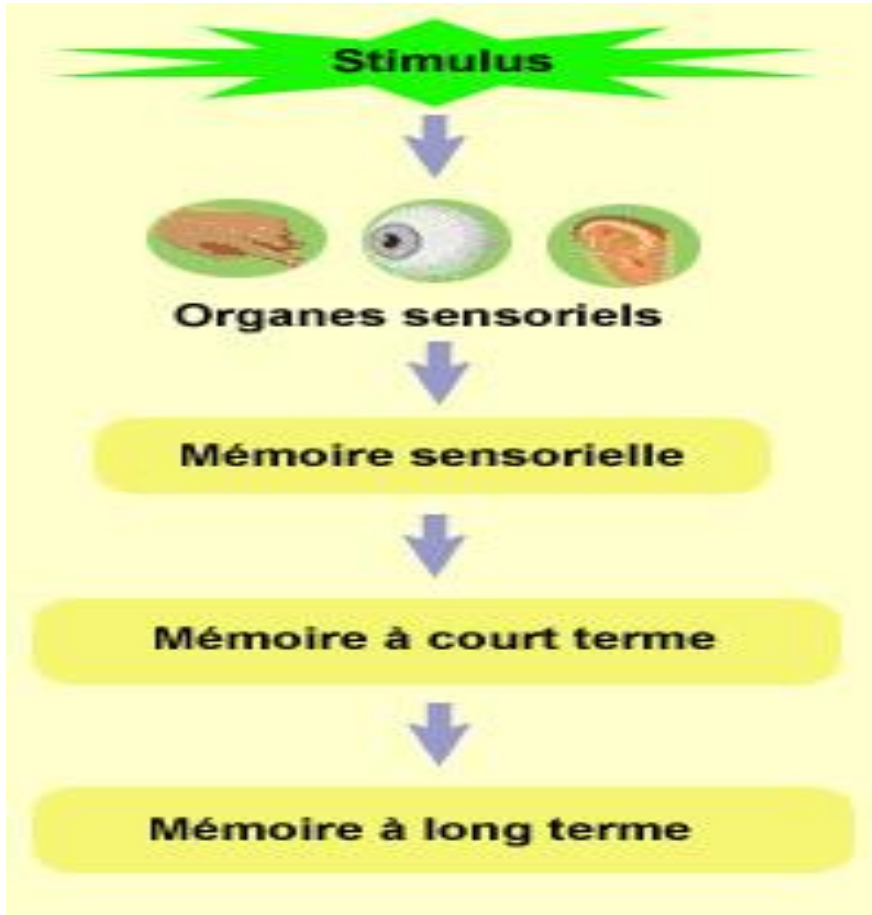 Stimulus
Organes sensoriels
Mémoire sensorielle
Mémoire à court terme
Mémoire à long terme